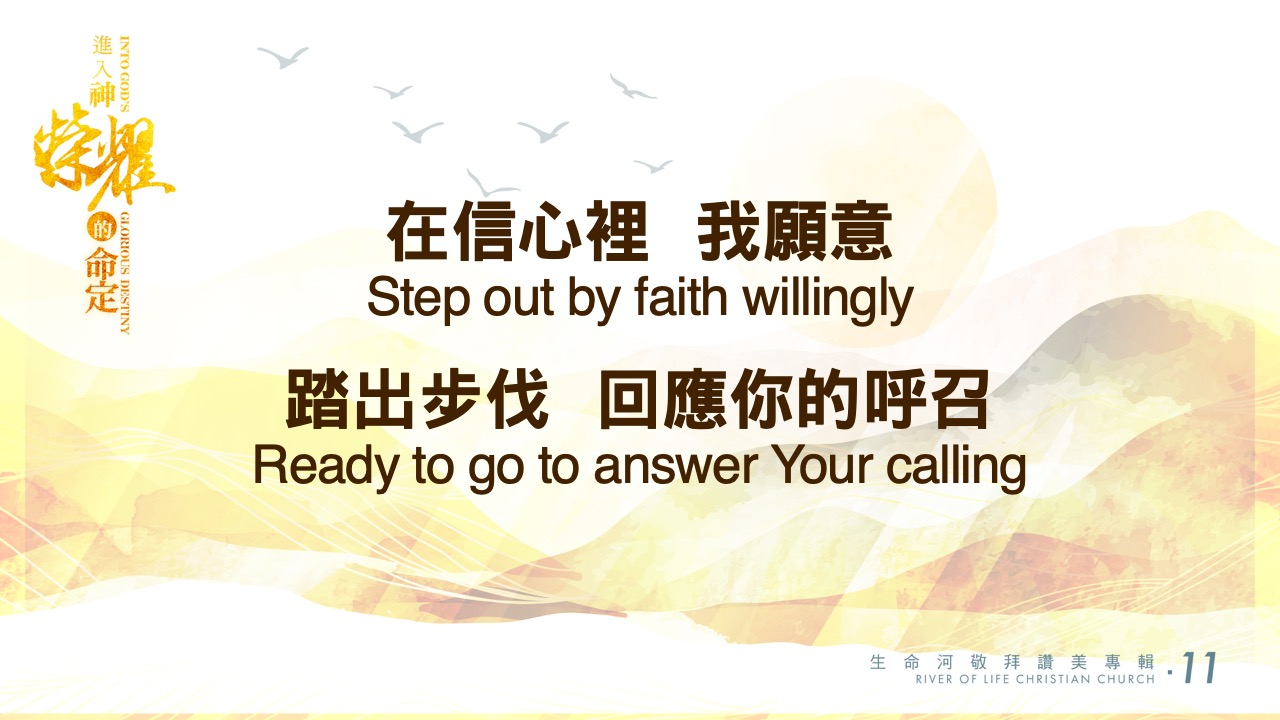 進入神
榮耀
的
命定
INTO GOD'S
GLORIOUS DESTINY
在信心裡 我願意
Step out by faith willingly
踏出步伐 回應你的呼召
Ready to go to answer Your calling
生命河敬拜讚美專輯
RIVER OF LIFE CHRISTIAN CHURCH
·11